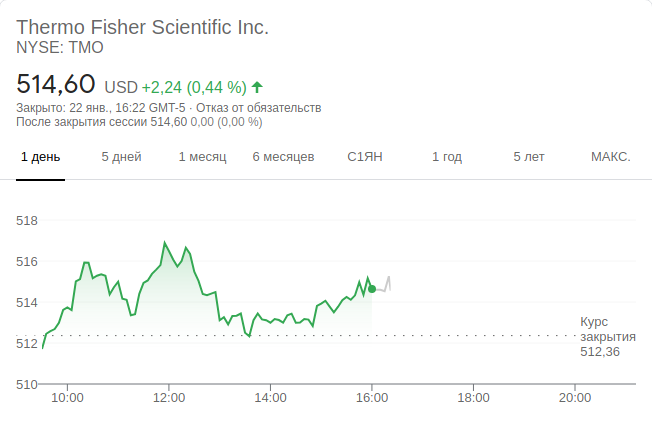 Thermo Fisher Scientific Inc.
NYSE: TMO
514,60 USD +2,24 (0,44 %)
Закрыто: 22 янв., 16:22 GMT-5 · Отказ от обязательств
После закрытия сессии 514,60 0,00 (0,00 %)
1 день 5 дней 1 месяц 6 месяцев С1ЯН 1 год 5 лет МАКС.
518
516
514
512
510
Курс
закрытия
512,36
10:00 12:00 14:00 16:00 18:00 20:00